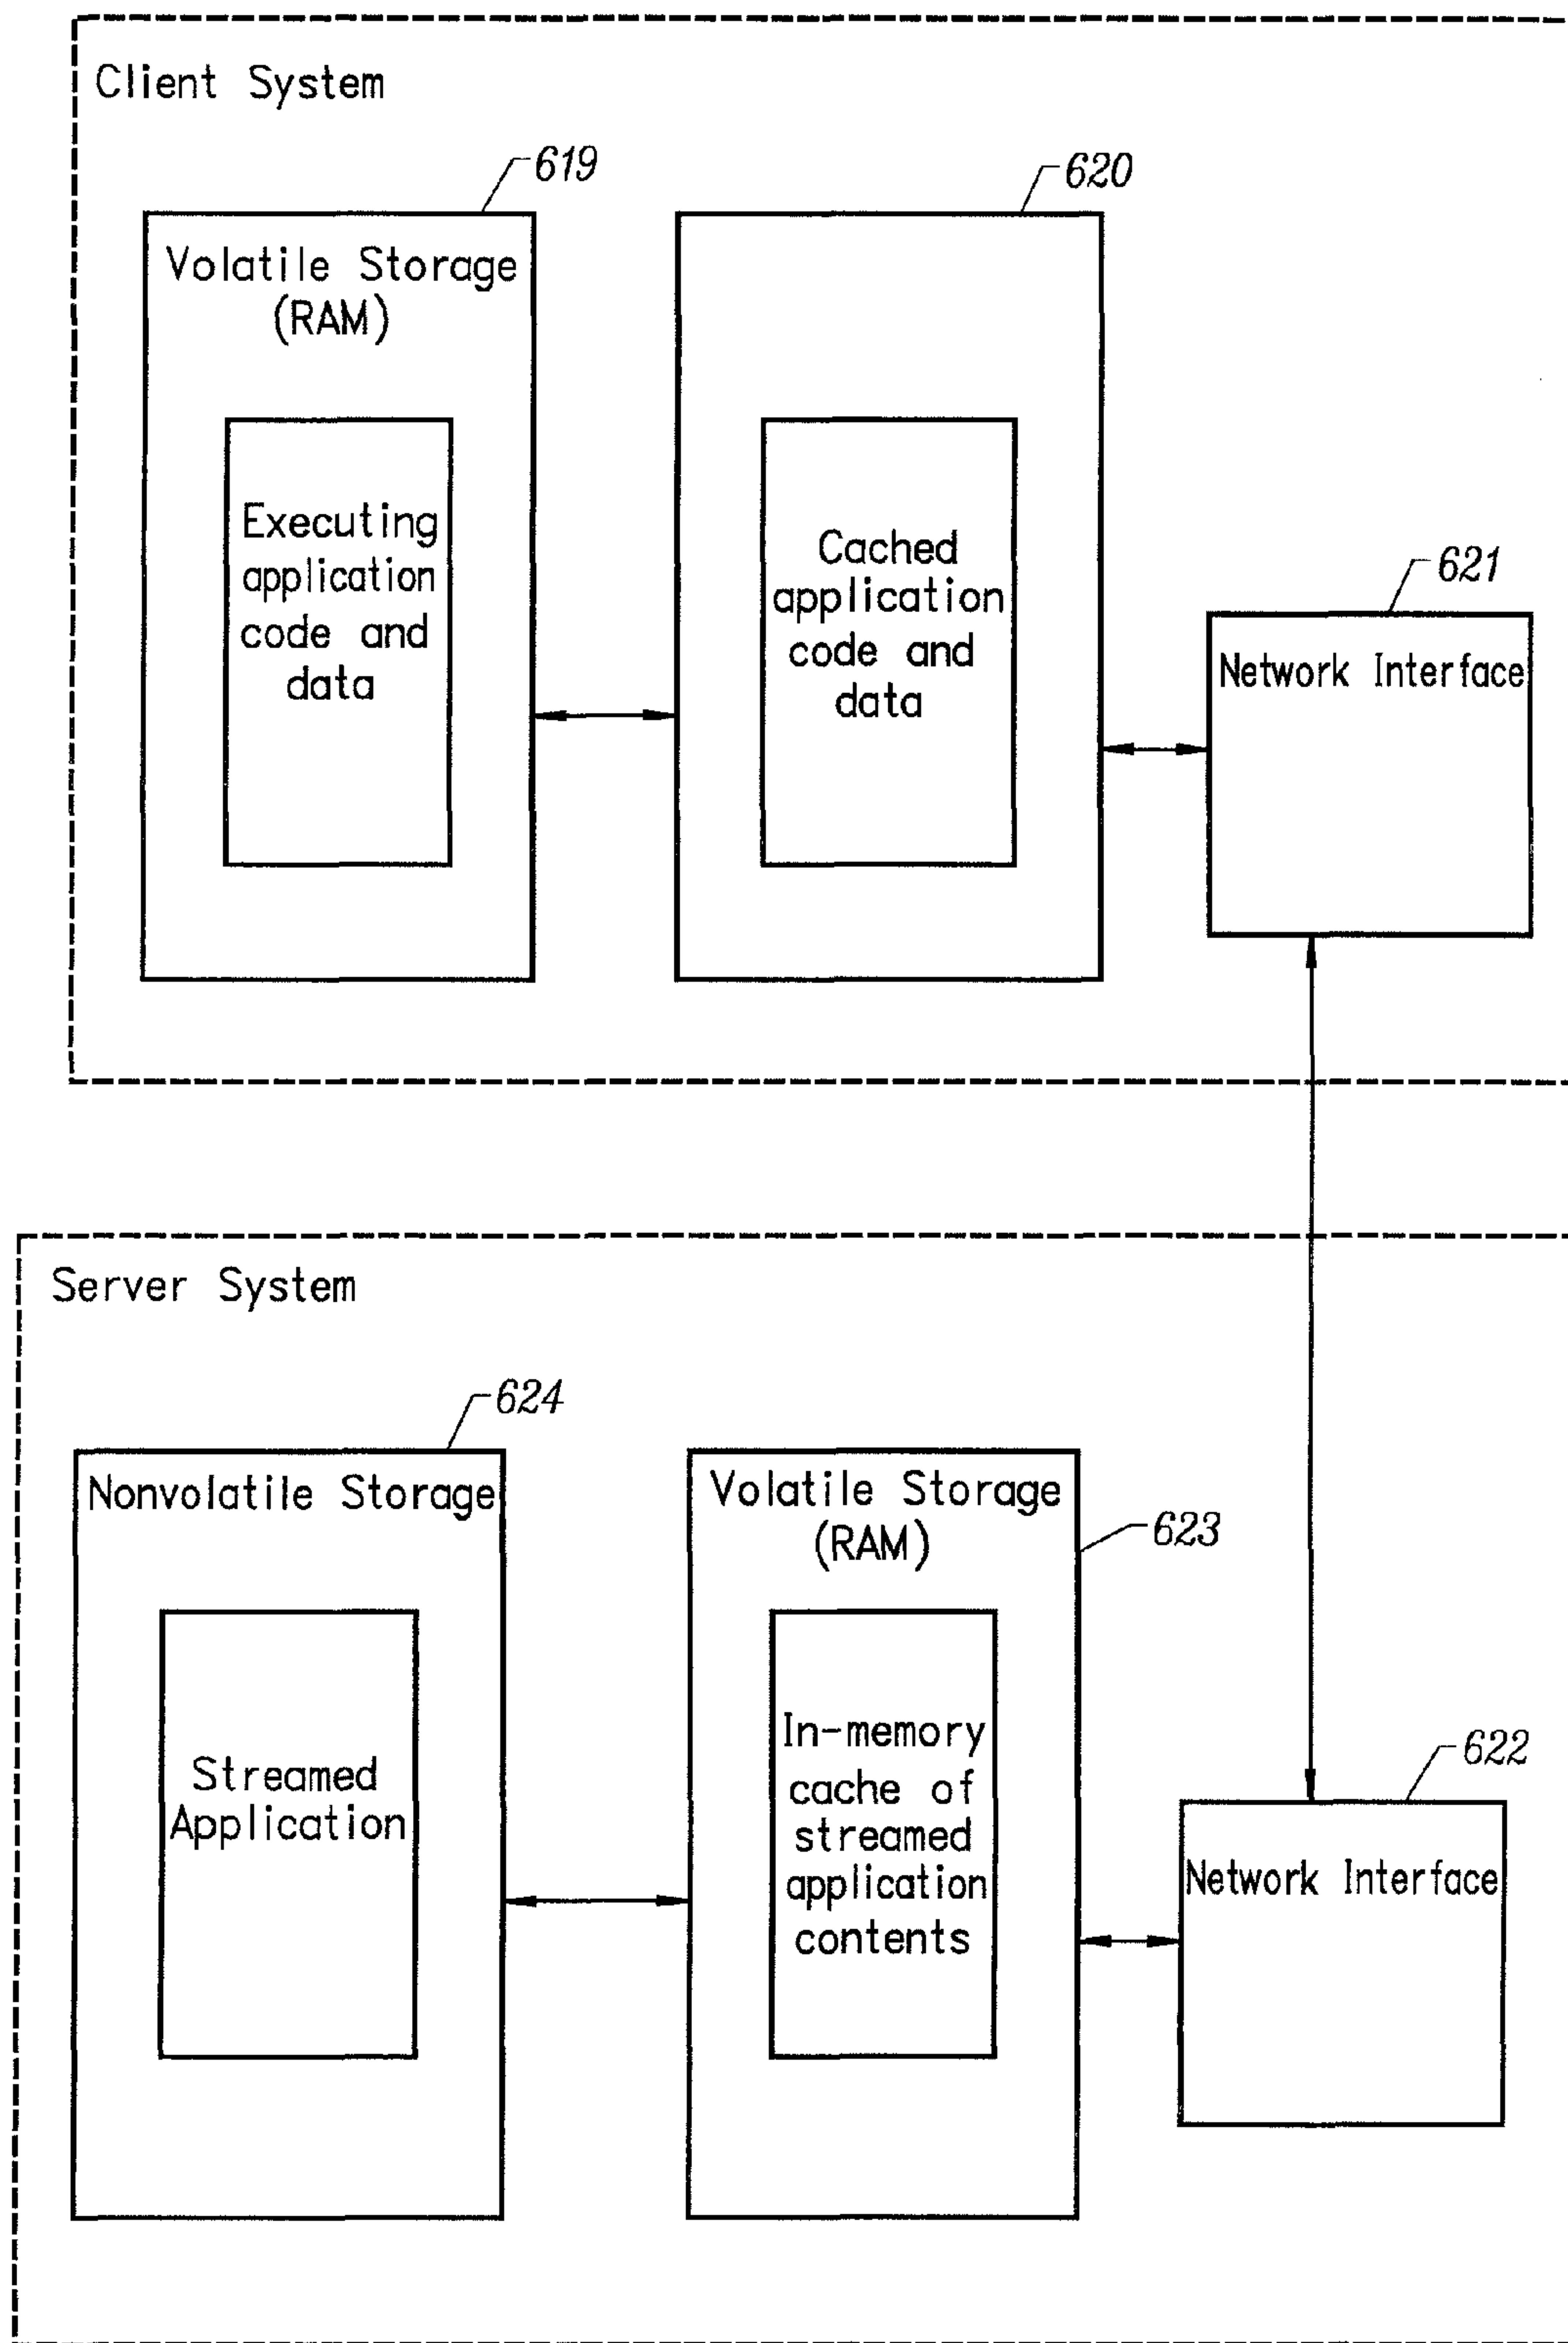 Client System
619
620
Volatile Storage
(RAM)
Executing
application
code and
data
Cached
application
code and
data
621
Network Interface
Server System
624
Nonvolatile Storage
Streamed
Application
Volatile Storage
(RAM)
623
In-memory
cache of
streamed
application
contents
622
Network Interface